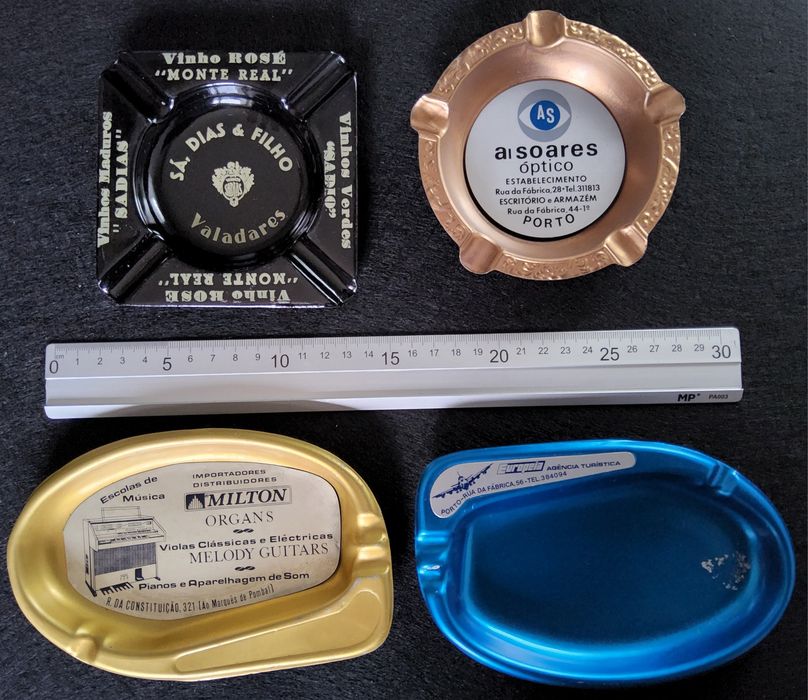 Vinho ROSÉ
"MONTE REAL"
Vinhos Maduros
"SADIAS"
SÁ, DIAS & FILHO
Valadares
Vinhos Verdes
"SADIO"
Vinho ROSÉ
"MONTE REAL"
AS
a soares
óptico
ESTABELECIMENTO
Rua da Fábrica, 28 • Tel. 311813
ESCRITÓRIO e ARMAZÉM
Rua da Fábrica, 44-1º
PORTO
cm
0 1 2 3 4 5 6 7 8 9 10 11 12 13 14 15 16 17 18 19 20 21 22 23 24 25 26 27 28 29 30
MP PA003
Escolas de
Música
IMPORTADORES
DISTRIBUIDORES
MILTON
ORGANS
Violas Clássicas e Eléctricas
MELODY GUITARS
Pianos e Aparelhagem de Som
R. DA CONSTITUIÇÃO, 321 (Ao Marquês de Pombal)
Europeia AGÊNCIA TURÍSTICA
PORTO-RUA DA FÁBRICA, 56 - TEL. 384094